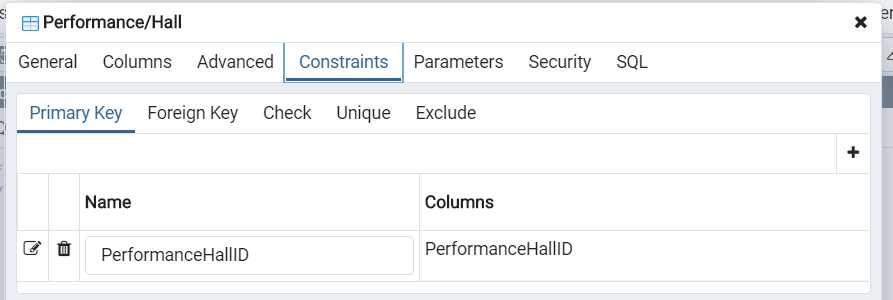 Performance/Hall
General Columns Advanced Constraints Parameters Security SQL
Primary Key Foreign Key Check Unique Exclude
Name Columns
PerformanceHallID PerformanceHallID